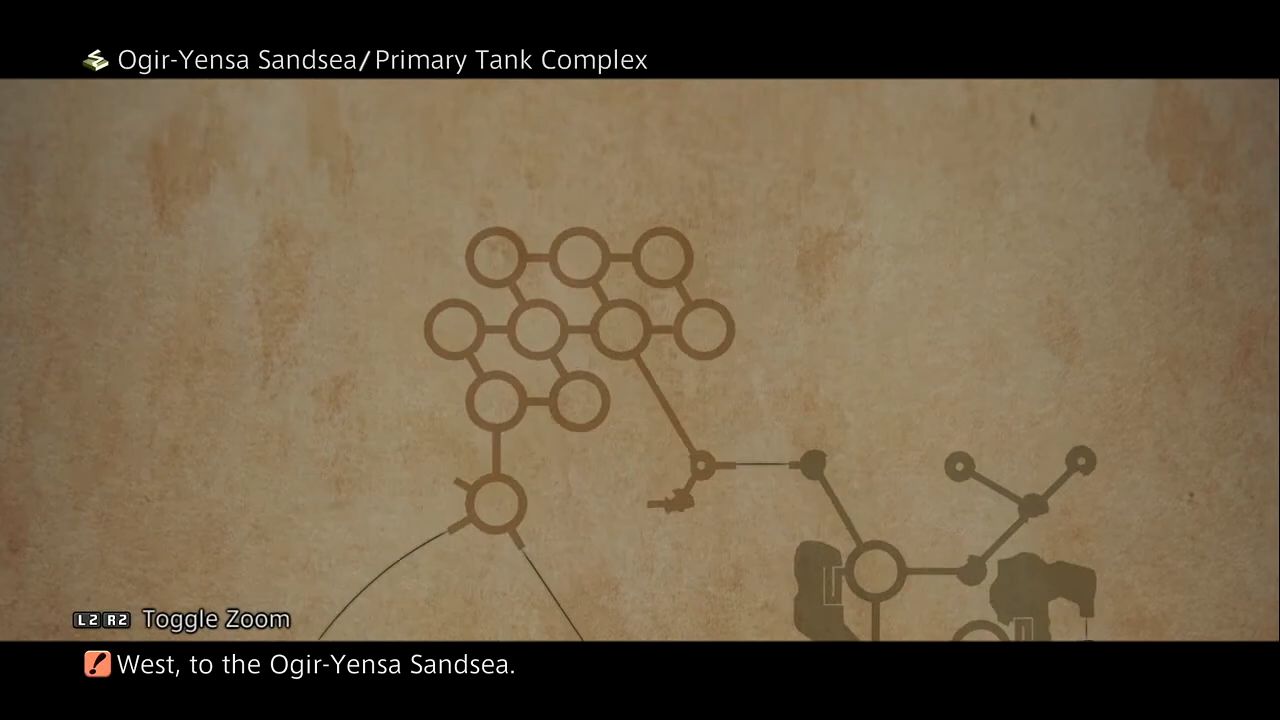 Ogir-Yensa Sandsea/Primary Tank Complex
L2 R2 Toggle Zoom
West, to the Ogir-Yensa Sandsea.